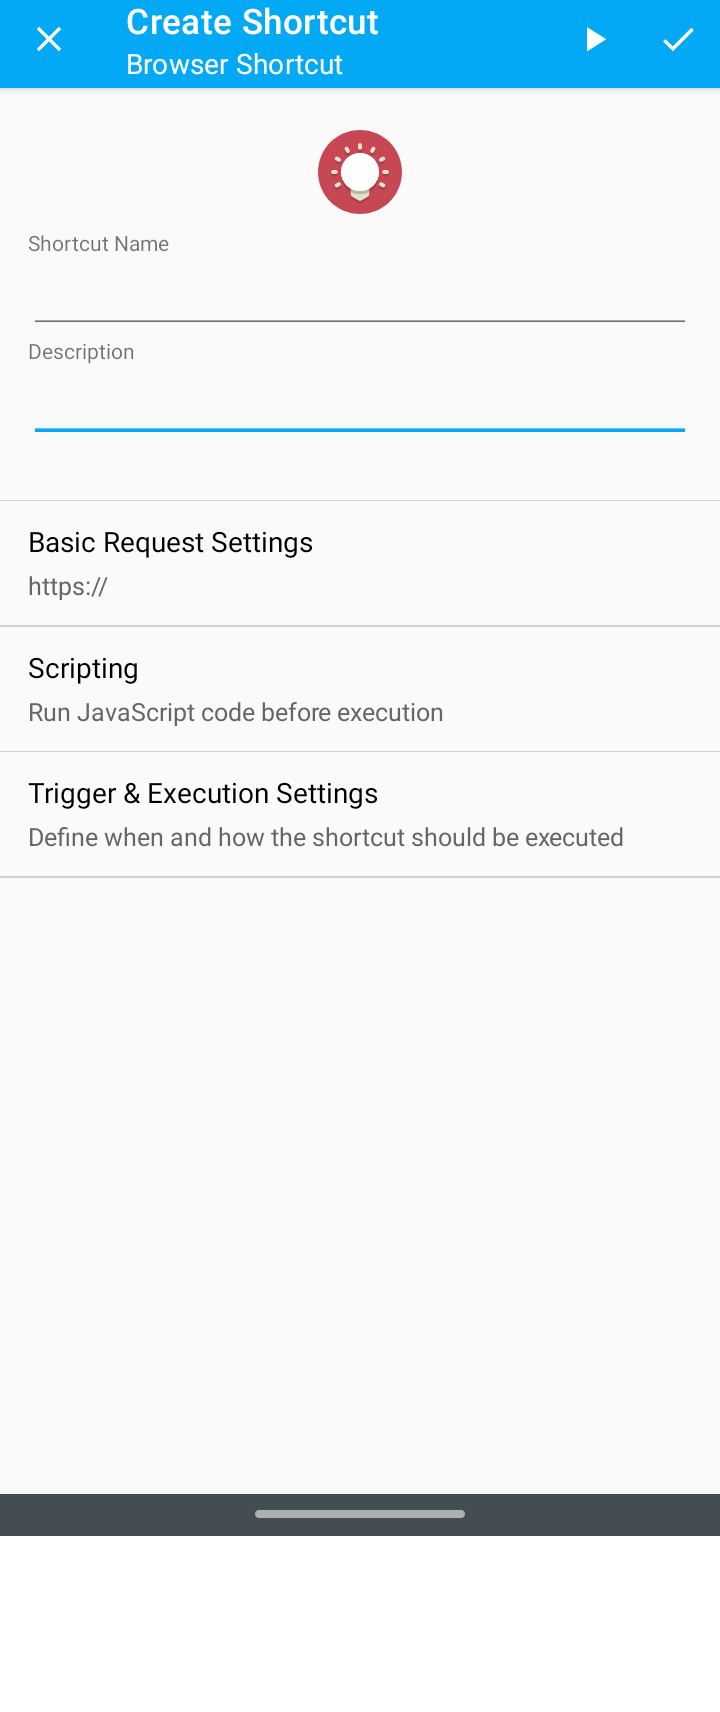 Create Shortcut
Browser Shortcut
Shortcut Name
Description
Basic Request Settings
https://
Scripting
Run JavaScript code before execution
Trigger & Execution Settings
Define when and how the shortcut should be executed